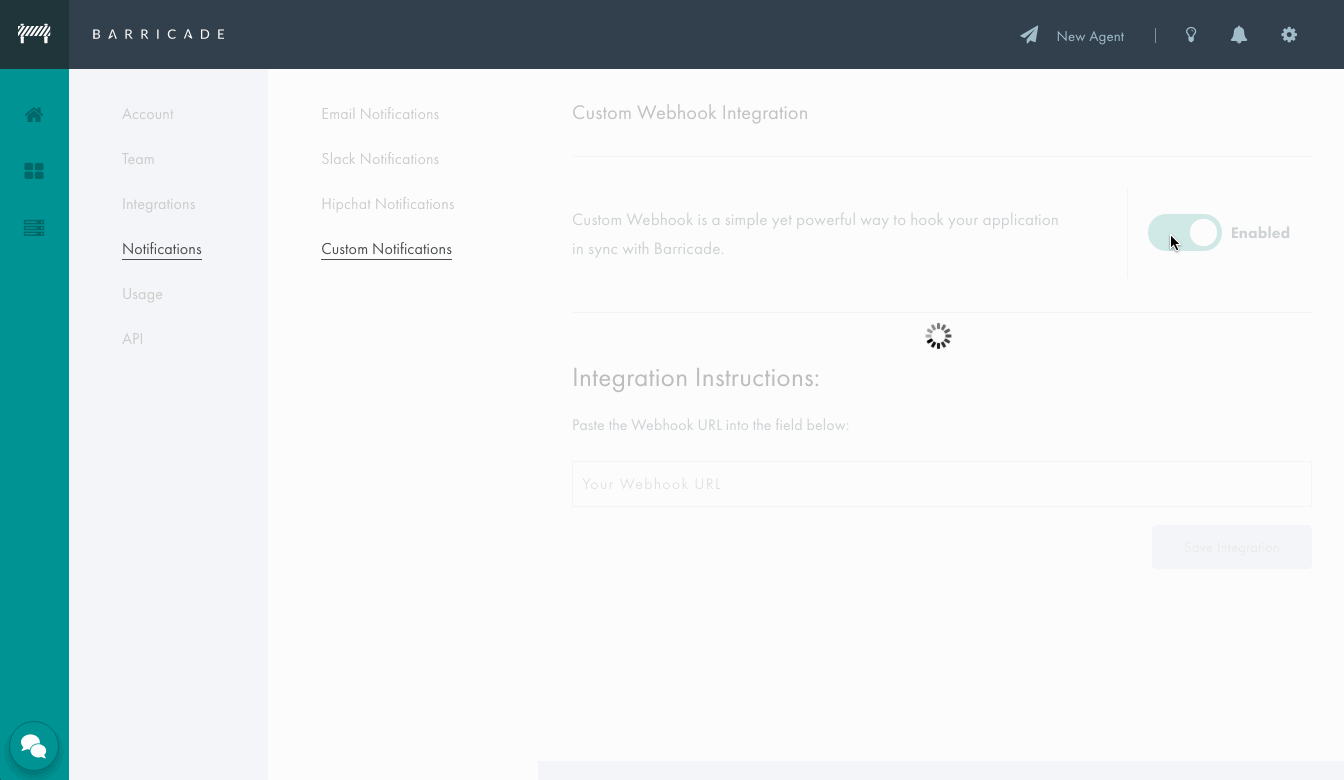 BARRICADE
New Agent
Account
Team
Integrations
Notifications
Usage
API
Email Notifications
Slack Notifications
Hipchat Notifications
Custom Notifications
Custom Webhook Integration
Custom Webhook is a simple yet powerful way to hook your application
in sync with Barricade.
Enabled
Integration Instructions:
Paste the Webhook URL into the field below:
Your Webhook URL
Save Integration